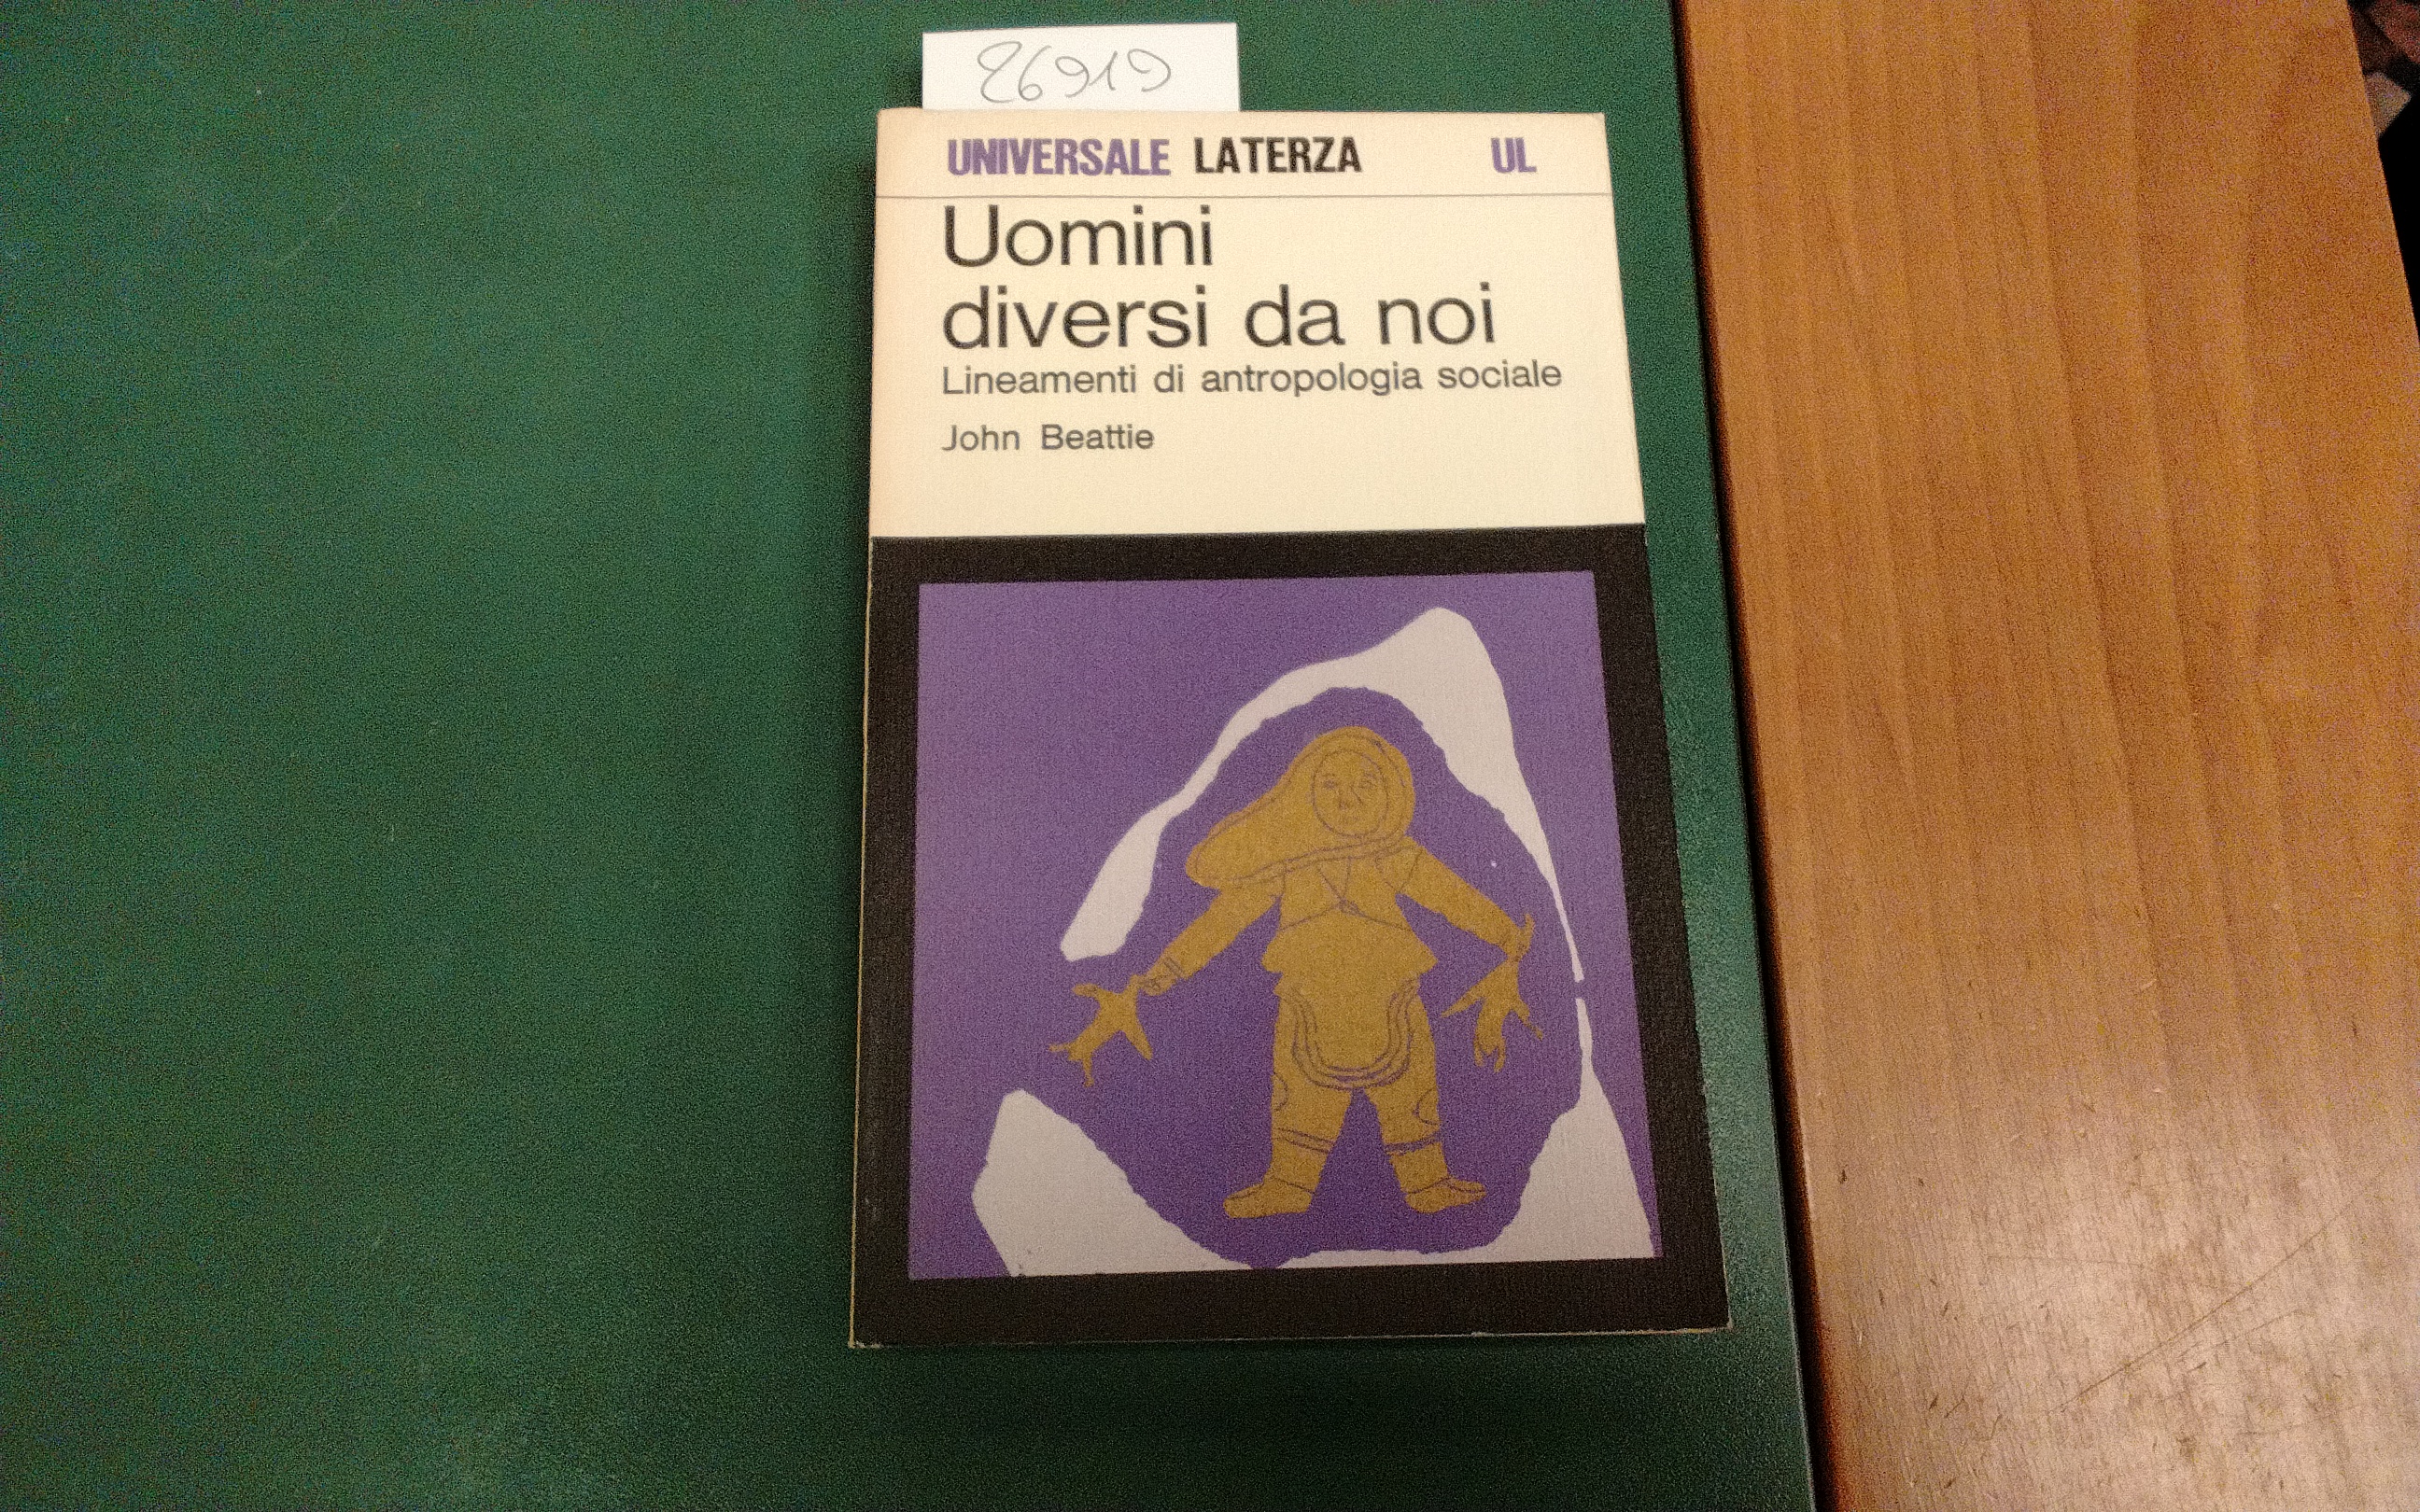 26919
UNIVERSALE LATERZA UL
Uomini
diversi da noi
Lineamenti di antropologia sociale
John Beattie